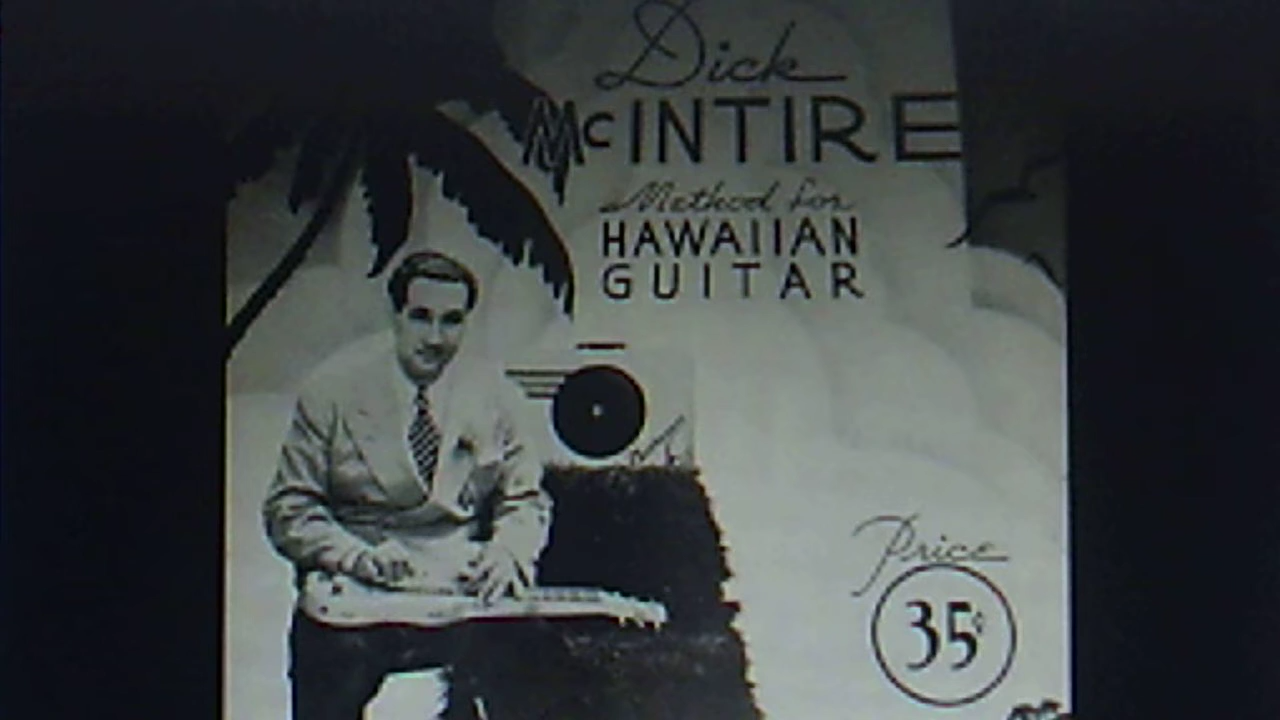 Dick
McINTIRE
Method for
HAWAIIAN
GUITAR
Price
35¢